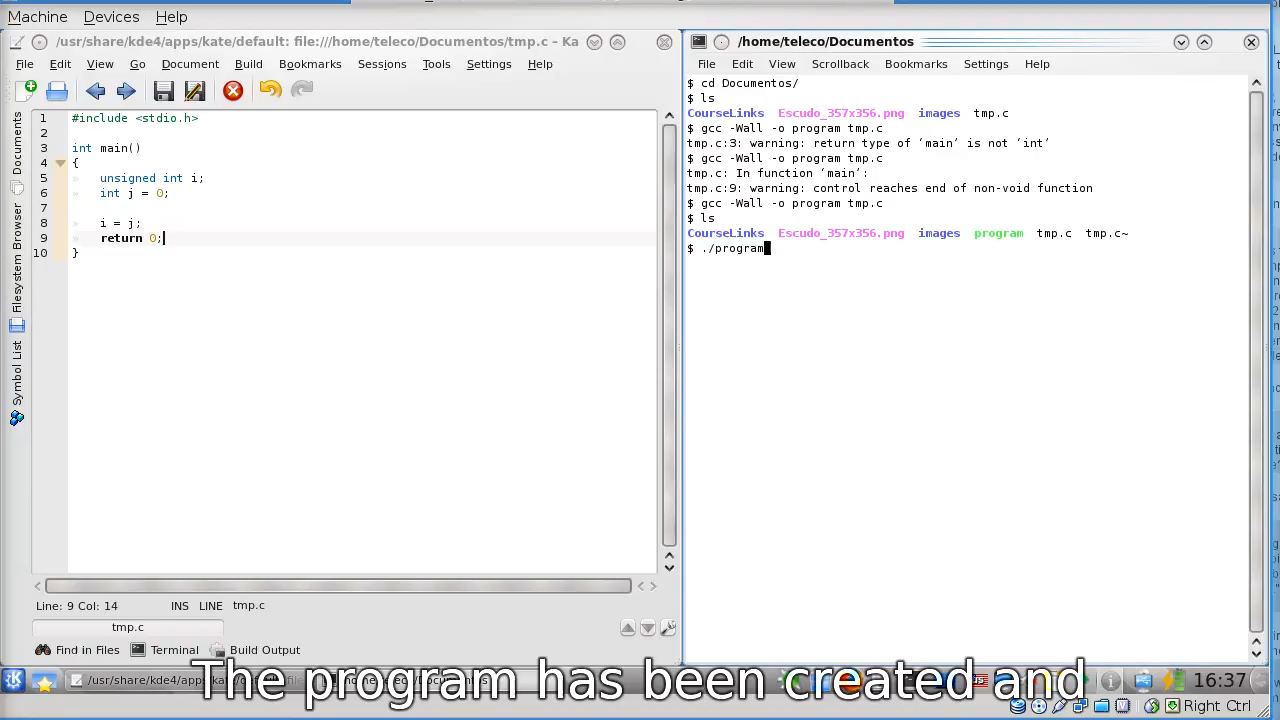 Machine Devices Help
/usr/share/kde4/apps/kate/default: file:///home/teleco/Documentos/tmp.c – Ka
File Edit View Go Document Build Bookmarks Sessions Tools Settings Help
Documents
Filesystem Browser
Symbol List
1 #include <stdio.h>
2
3 int main()
4 {
5 » unsigned int i;
6 » int j = 0;
7
8 » i = j;
9 » return 0;
10 }
Line: 9 Col: 14 INS LINE tmp.c
tmp.c
Find in Files Terminal Build Output
/home/teleco/Documentos
File Edit View Scrollback Bookmarks Settings Help
$ cd Documentos/
$ ls
CourseLinks Escudo_357x356.png images tmp.c
$ gcc -Wall -o program tmp.c
tmp.c:3: warning: return type of ‘main’ is not ‘int’
$ gcc -Wall -o program tmp.c
tmp.c: In function ‘main’:
tmp.c:9: warning: control reaches end of non-void function
$ gcc -Wall -o program tmp.c
$ ls
CourseLinks Escudo_357x356.png images program tmp.c tmp.c~
$ ./program
The program has been created and
16:37
Right Ctrl